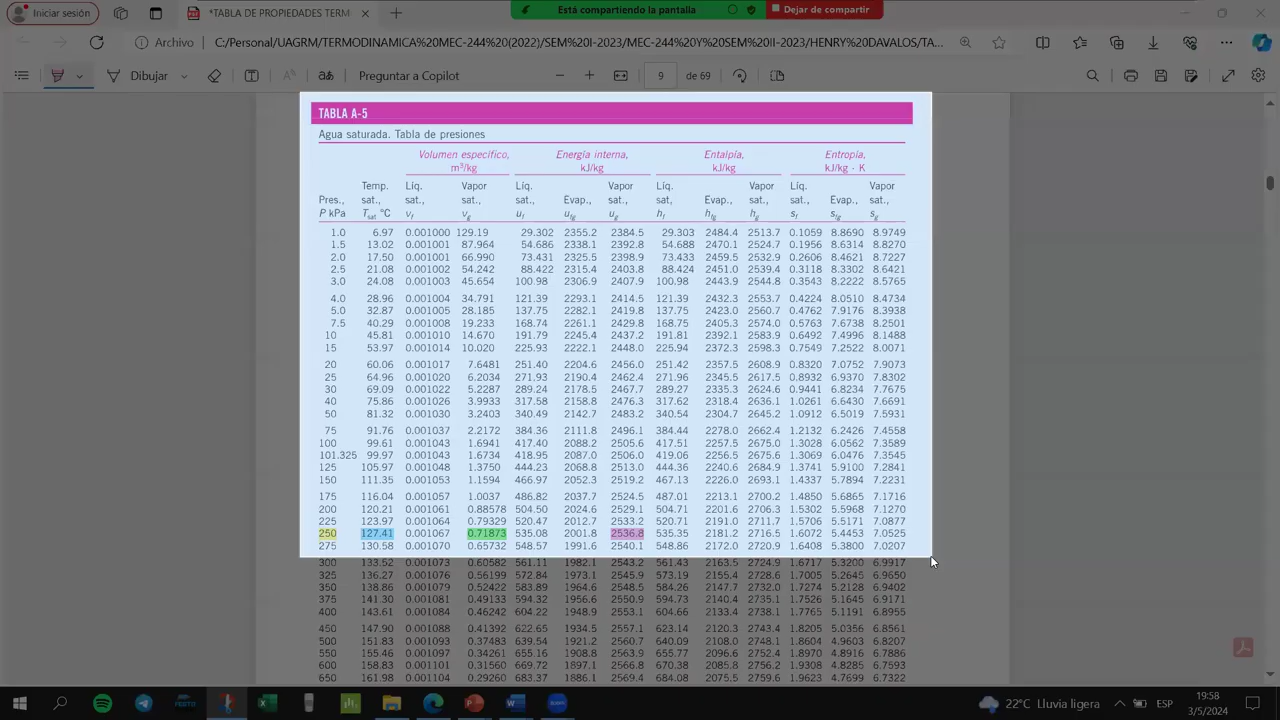 Iniciar sesión
*TABLA DE PROPIEDADES TERM
Está compartiendo la pantalla
Dejar de compartir
Archivo C:/Personal/UAGRM/TERMODINAMICA%20MEC-244%20(2022)/SEM%20I-2023/MEC-244%20Y%20SEM%20II-2023/HENRY%20DAVALOS/TA...
Dibujar
Preguntar a Copilot
9 de 69
TABLA A-5
Agua saturada. Tabla de presiones
Volumen específico, Energía interna, Entalpía, Entropía,
m³/kg kJ/kg kJ/kg kJ/kg · K
Temp. Líq. Vapor Líq. Vapor Líq. Vapor Líq. Vapor
Pres., sat., sat., sat., sat., Evap., sat., sat, Evap., sat., sat., Evap., sat.,
P kPa Tsat °C vf vg uf ufg ug hf hfg hg sf sfg sg
1.0 6.97 0.001000 129.19 29.302 2355.2 2384.5 29.303 2484.4 2513.7 0.1059 8.8690 8.9749
1.5 13.02 0.001001 87.964 54.686 2338.1 2392.8 54.688 2470.1 2524.7 0.1956 8.6314 8.8270
2.0 17.50 0.001001 66.990 73.431 2325.5 2398.9 73.433 2459.5 2532.9 0.2606 8.4621 8.7227
2.5 21.08 0.001002 54.242 88.422 2315.4 2403.8 88.424 2451.0 2539.4 0.3118 8.3302 8.6421
3.0 24.08 0.001003 45.654 100.98 2306.9 2407.9 100.98 2443.9 2544.8 0.3543 8.2222 8.5765
4.0 28.96 0.001004 34.791 121.39 2293.1 2414.5 121.39 2432.3 2553.7 0.4224 8.0510 8.4734
5.0 32.87 0.001005 28.185 137.75 2282.1 2419.8 137.75 2423.0 2560.7 0.4762 7.9176 8.3938
7.5 40.29 0.001008 19.233 168.74 2261.1 2429.8 168.75 2405.3 2574.0 0.5763 7.6738 8.2501
10 45.81 0.001010 14.670 191.79 2245.4 2437.2 191.81 2392.1 2583.9 0.6492 7.4996 8.1488
15 53.97 0.001014 10.020 225.93 2222.1 2448.0 225.94 2372.3 2598.3 0.7549 7.2522 8.0071
20 60.06 0.001017 7.6481 251.40 2204.6 2456.0 251.42 2357.5 2608.9 0.8320 7.0752 7.9073
25 64.96 0.001020 6.2034 271.93 2190.4 2462.4 271.96 2345.5 2617.5 0.8932 6.9370 7.8302
30 69.09 0.001022 5.2287 289.24 2178.5 2467.7 289.27 2335.3 2624.6 0.9441 6.8234 7.7675
40 75.86 0.001026 3.9933 317.58 2158.8 2476.3 317.62 2318.4 2636.1 1.0261 6.6430 7.6691
50 81.32 0.001030 3.2403 340.49 2142.7 2483.2 340.54 2304.7 2645.2 1.0912 6.5019 7.5931
75 91.76 0.001037 2.2172 384.36 2111.8 2496.1 384.44 2278.0 2662.4 1.2132 6.2426 7.4558
100 99.61 0.001043 1.6941 417.40 2088.2 2505.6 417.51 2257.5 2675.0 1.3028 6.0562 7.3589
101.325 99.97 0.001043 1.6734 418.95 2087.0 2506.0 419.06 2256.5 2675.6 1.3069 6.0476 7.3545
125 105.97 0.001048 1.3750 444.23 2068.8 2513.0 444.36 2240.6 2684.9 1.3741 5.9100 7.2841
150 111.35 0.001053 1.1594 466.97 2052.3 2519.2 467.13 2226.0 2693.1 1.4337 5.7894 7.2231
175 116.04 0.001057 1.0037 486.82 2037.7 2524.5 487.01 2213.1 2700.2 1.4850 5.6865 7.1716
200 120.21 0.001061 0.88578 504.50 2024.6 2529.1 504.71 2201.6 2706.3 1.5302 5.5968 7.1270
225 123.97 0.001064 0.79329 520.47 2012.7 2533.2 520.71 2191.0 2711.7 1.5706 5.5171 7.0877
250 127.41 0.001067 0.71873 535.08 2001.8 2536.8 535.35 2181.2 2716.5 1.6072 5.4453 7.0525
275 130.58 0.001070 0.65732 548.57 1991.6 2540.1 548.86 2172.0 2720.9 1.6408 5.3800 7.0207
300 133.52 0.001073 0.60582 561.11 1982.1 2543.2 561.43 2163.5 2724.9 1.6717 5.3200 6.9917
325 136.27 0.001076 0.56199 572.84 1973.1 2545.9 573.19 2155.4 2728.6 1.7005 5.2645 6.9650
350 138.86 0.001079 0.52422 583.89 1964.6 2548.5 584.26 2147.7 2732.0 1.7274 5.2128 6.9402
375 141.30 0.001081 0.49133 594.32 1956.6 2550.9 594.73 2140.4 2735.1 1.7526 5.1645 6.9171
400 143.61 0.001084 0.46242 604.22 1948.9 2553.1 604.66 2133.4 2738.1 1.7765 5.1191 6.8955
450 147.90 0.001088 0.41392 622.65 1934.5 2557.1 623.14 2120.3 2743.4 1.8205 5.0356 6.8561
500 151.83 0.001093 0.37483 639.54 1921.2 2560.7 640.09 2108.0 2748.1 1.8604 4.9603 6.8207
550 155.46 0.001097 0.34261 655.16 1908.8 2563.9 655.77 2096.6 2752.4 1.8970 4.8916 6.7886
600 158.83 0.001101 0.31560 669.72 1897.1 2566.8 670.38 2085.8 2756.2 1.9308 4.8285 6.7593
650 161.98 0.001104 0.29260 683.37 1886.1 2569.4 684.08 2075.5 2759.6 1.9623 4.7699 6.7322
22°C Lluvia ligera
ESP
19:58
3/5/2024